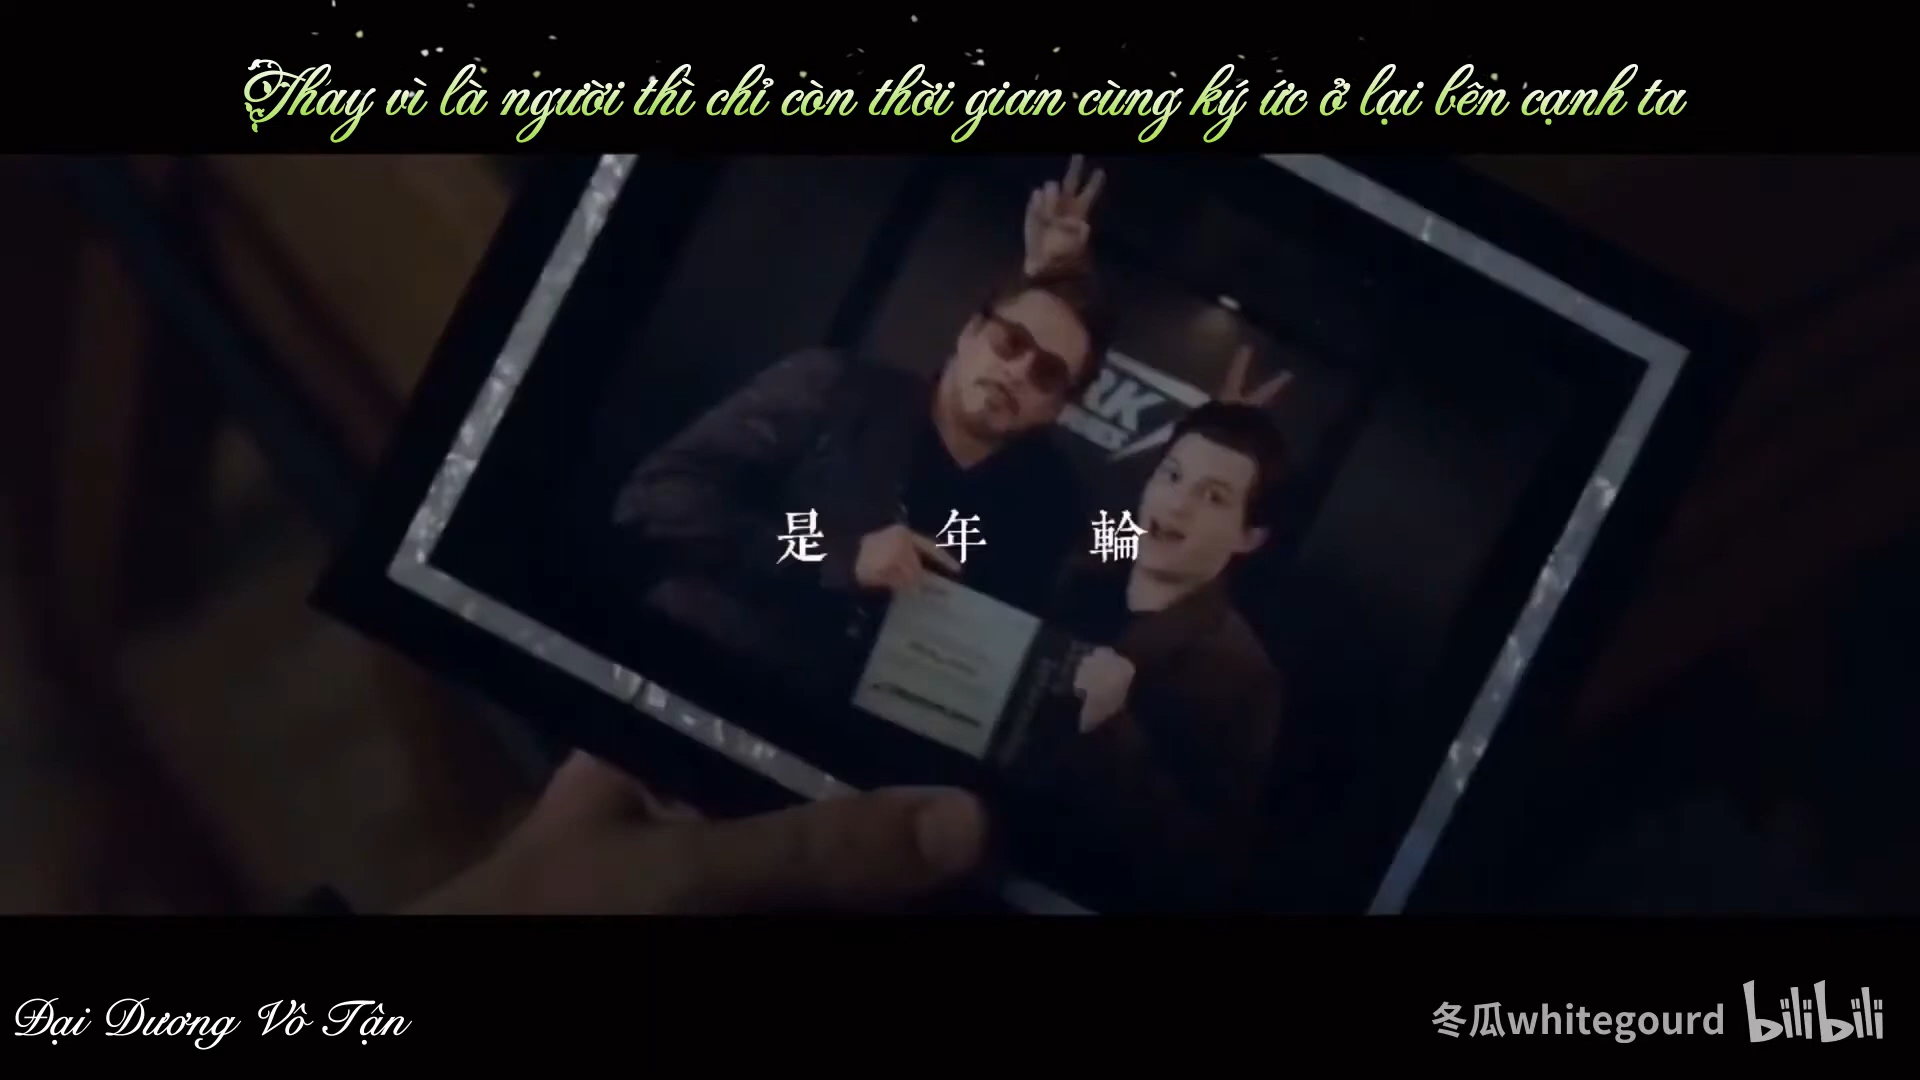 Thay vì là người thì chỉ còn thời gian cùng ký ức ở lại bên cạnh ta
RK
是 年 輪
Đại Dương Vô Tận
冬瓜whitegourd bilibili